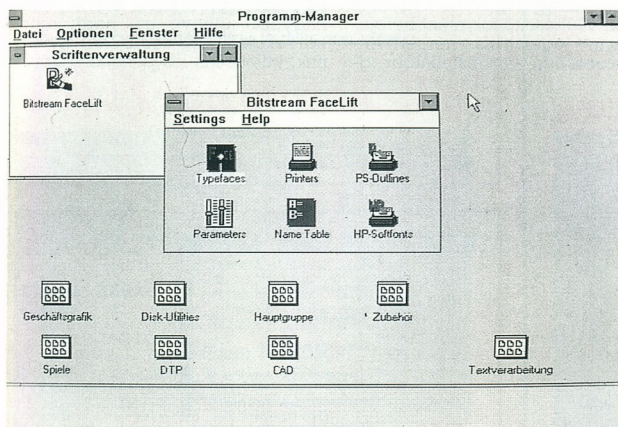 Programm-Manager
Datei Optionen Fenster Hilfe
Scriftenverwaltung
Bitstream FaceLift
Bitstream FaceLift
Settings Help
Typefaces Printers PS-Outlines
Parameters Name Table HP-Softfonts
Geschäftsgrafik Disk-Utilities Hauptgruppe Zubehör
Spiele DTP CAD Textverarbeitung